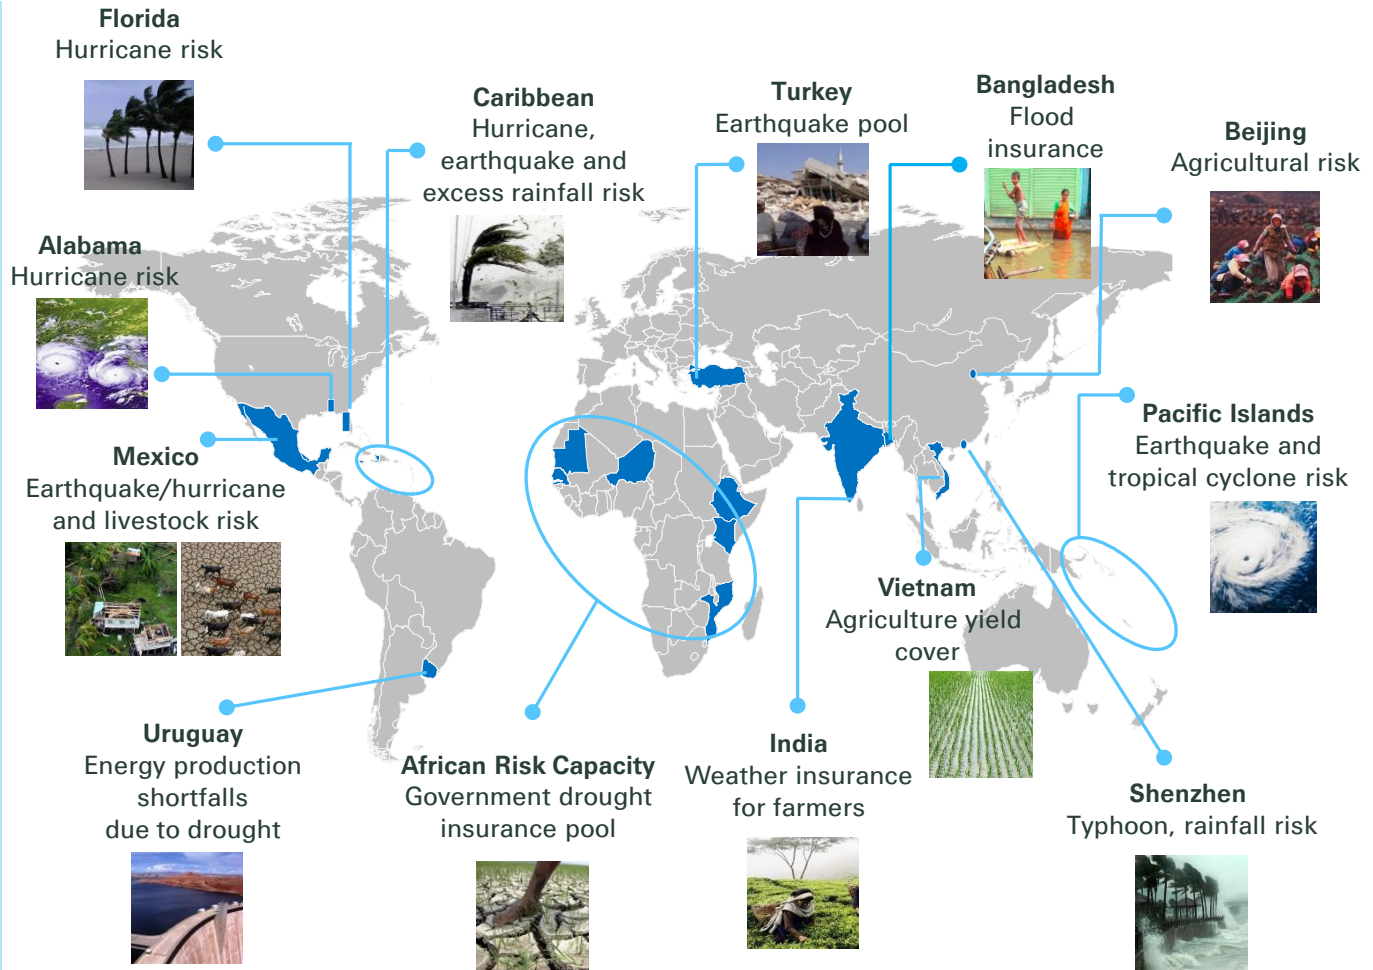 Florida
Hurricane risk
Caribbean
Hurricane,
earthquake and
excess rainfall risk
Turkey
Earthquake pool
Bangladesh
Flood
insurance
Beijing
Agricultural risk
Alabama
Hurricane risk
Mexico
Earthquake/hurricane
and livestock risk
Pacific Islands
Earthquake and
tropical cyclone risk
Vietnam
Agriculture yield
cover
Uruguay
Energy production
shortfalls
due to drought
African Risk Capacity
Government drought
insurance pool
India
Weather insurance
for farmers
Shenzhen
Typhoon, rainfall risk